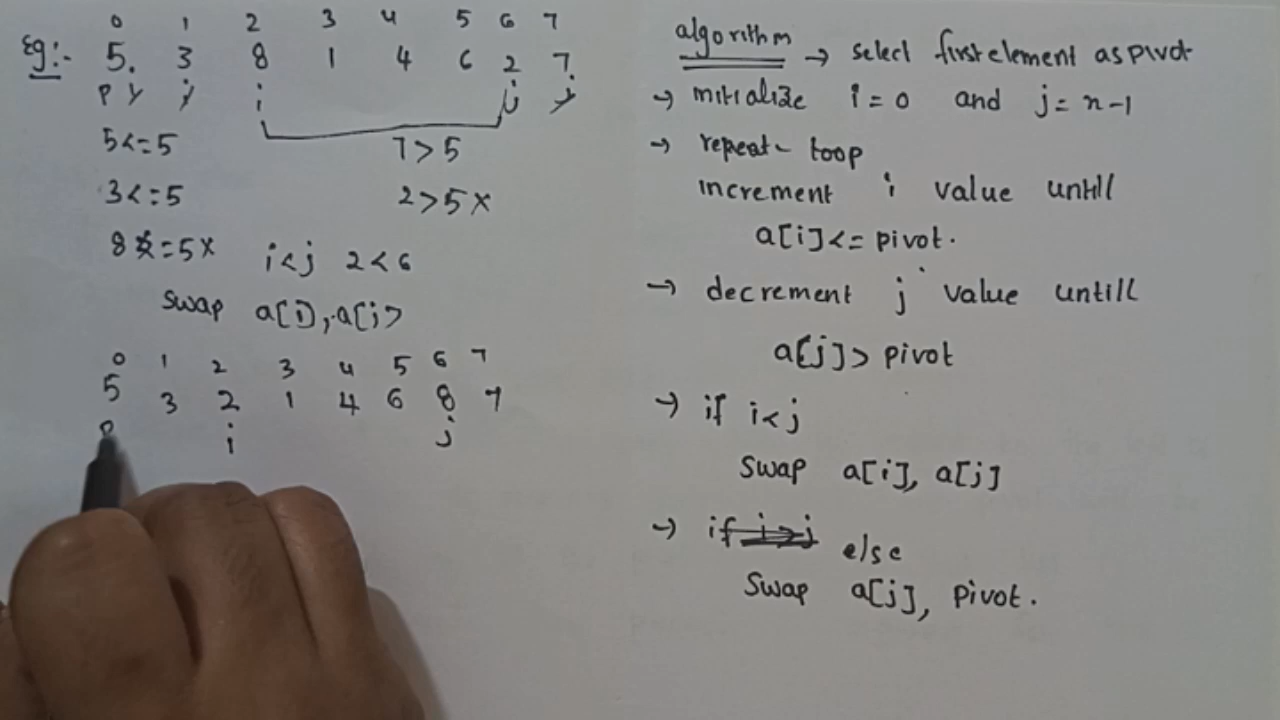 0 1 2 3 4 5 6 7
Eg:- 5. 3 8 1 4 6 2 7
P i i i j j
5<=5 7>5
3<=5 2>5×
8<=5× i<j 2<6
Swap a[i], a[j]
0 1 2 3 4 5 6 7
5 3 2 1 4 6 8 7
P i j
algorithm → select first element as pivot
→ initialize i=0 and j=n-1
→ repeat loop
increment i value untill
a[i]<= pivot.
→ decrement j value untill
a[j]> pivot
→ if i<j
Swap a[i], a[j]
→ if i>j else
Swap a[j], pivot.